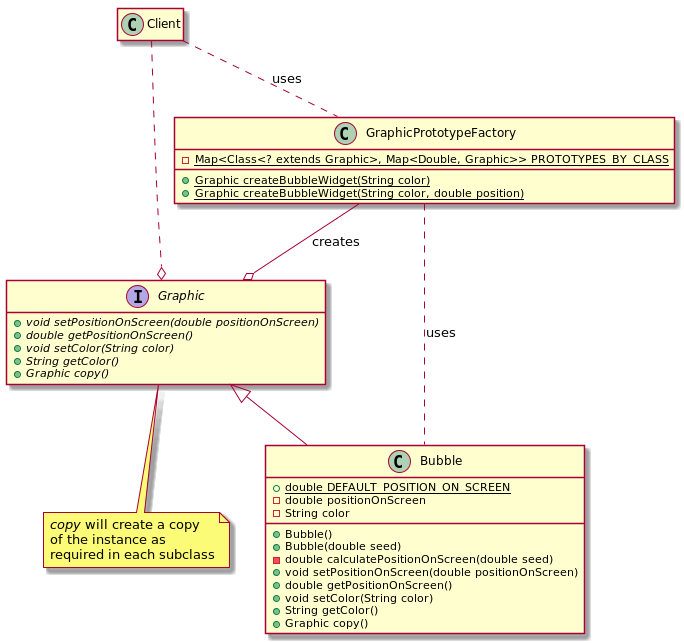 C Client
uses
C GraphicPrototypeFactory
Map<Class<? extends Graphic>, Map<Double, Graphic>> PROTOTYPES_BY_CLASS
Graphic createBubbleWidget(String color)
Graphic createBubbleWidget(String color, double position)
creates
I Graphic
void setPositionOnScreen(double positionOnScreen)
double getPositionOnScreen()
void setColor(String color)
String getColor()
Graphic copy()
uses
C Bubble
double DEFAULT_POSITION_ON_SCREEN
double positionOnScreen
String color
Bubble()
Bubble(double seed)
double calculatePositionOnScreen(double seed)
void setPositionOnScreen(double positionOnScreen)
double getPositionOnScreen()
void setColor(String color)
String getColor()
Graphic copy()
copy will create a copy
of the instance as
required in each subclass